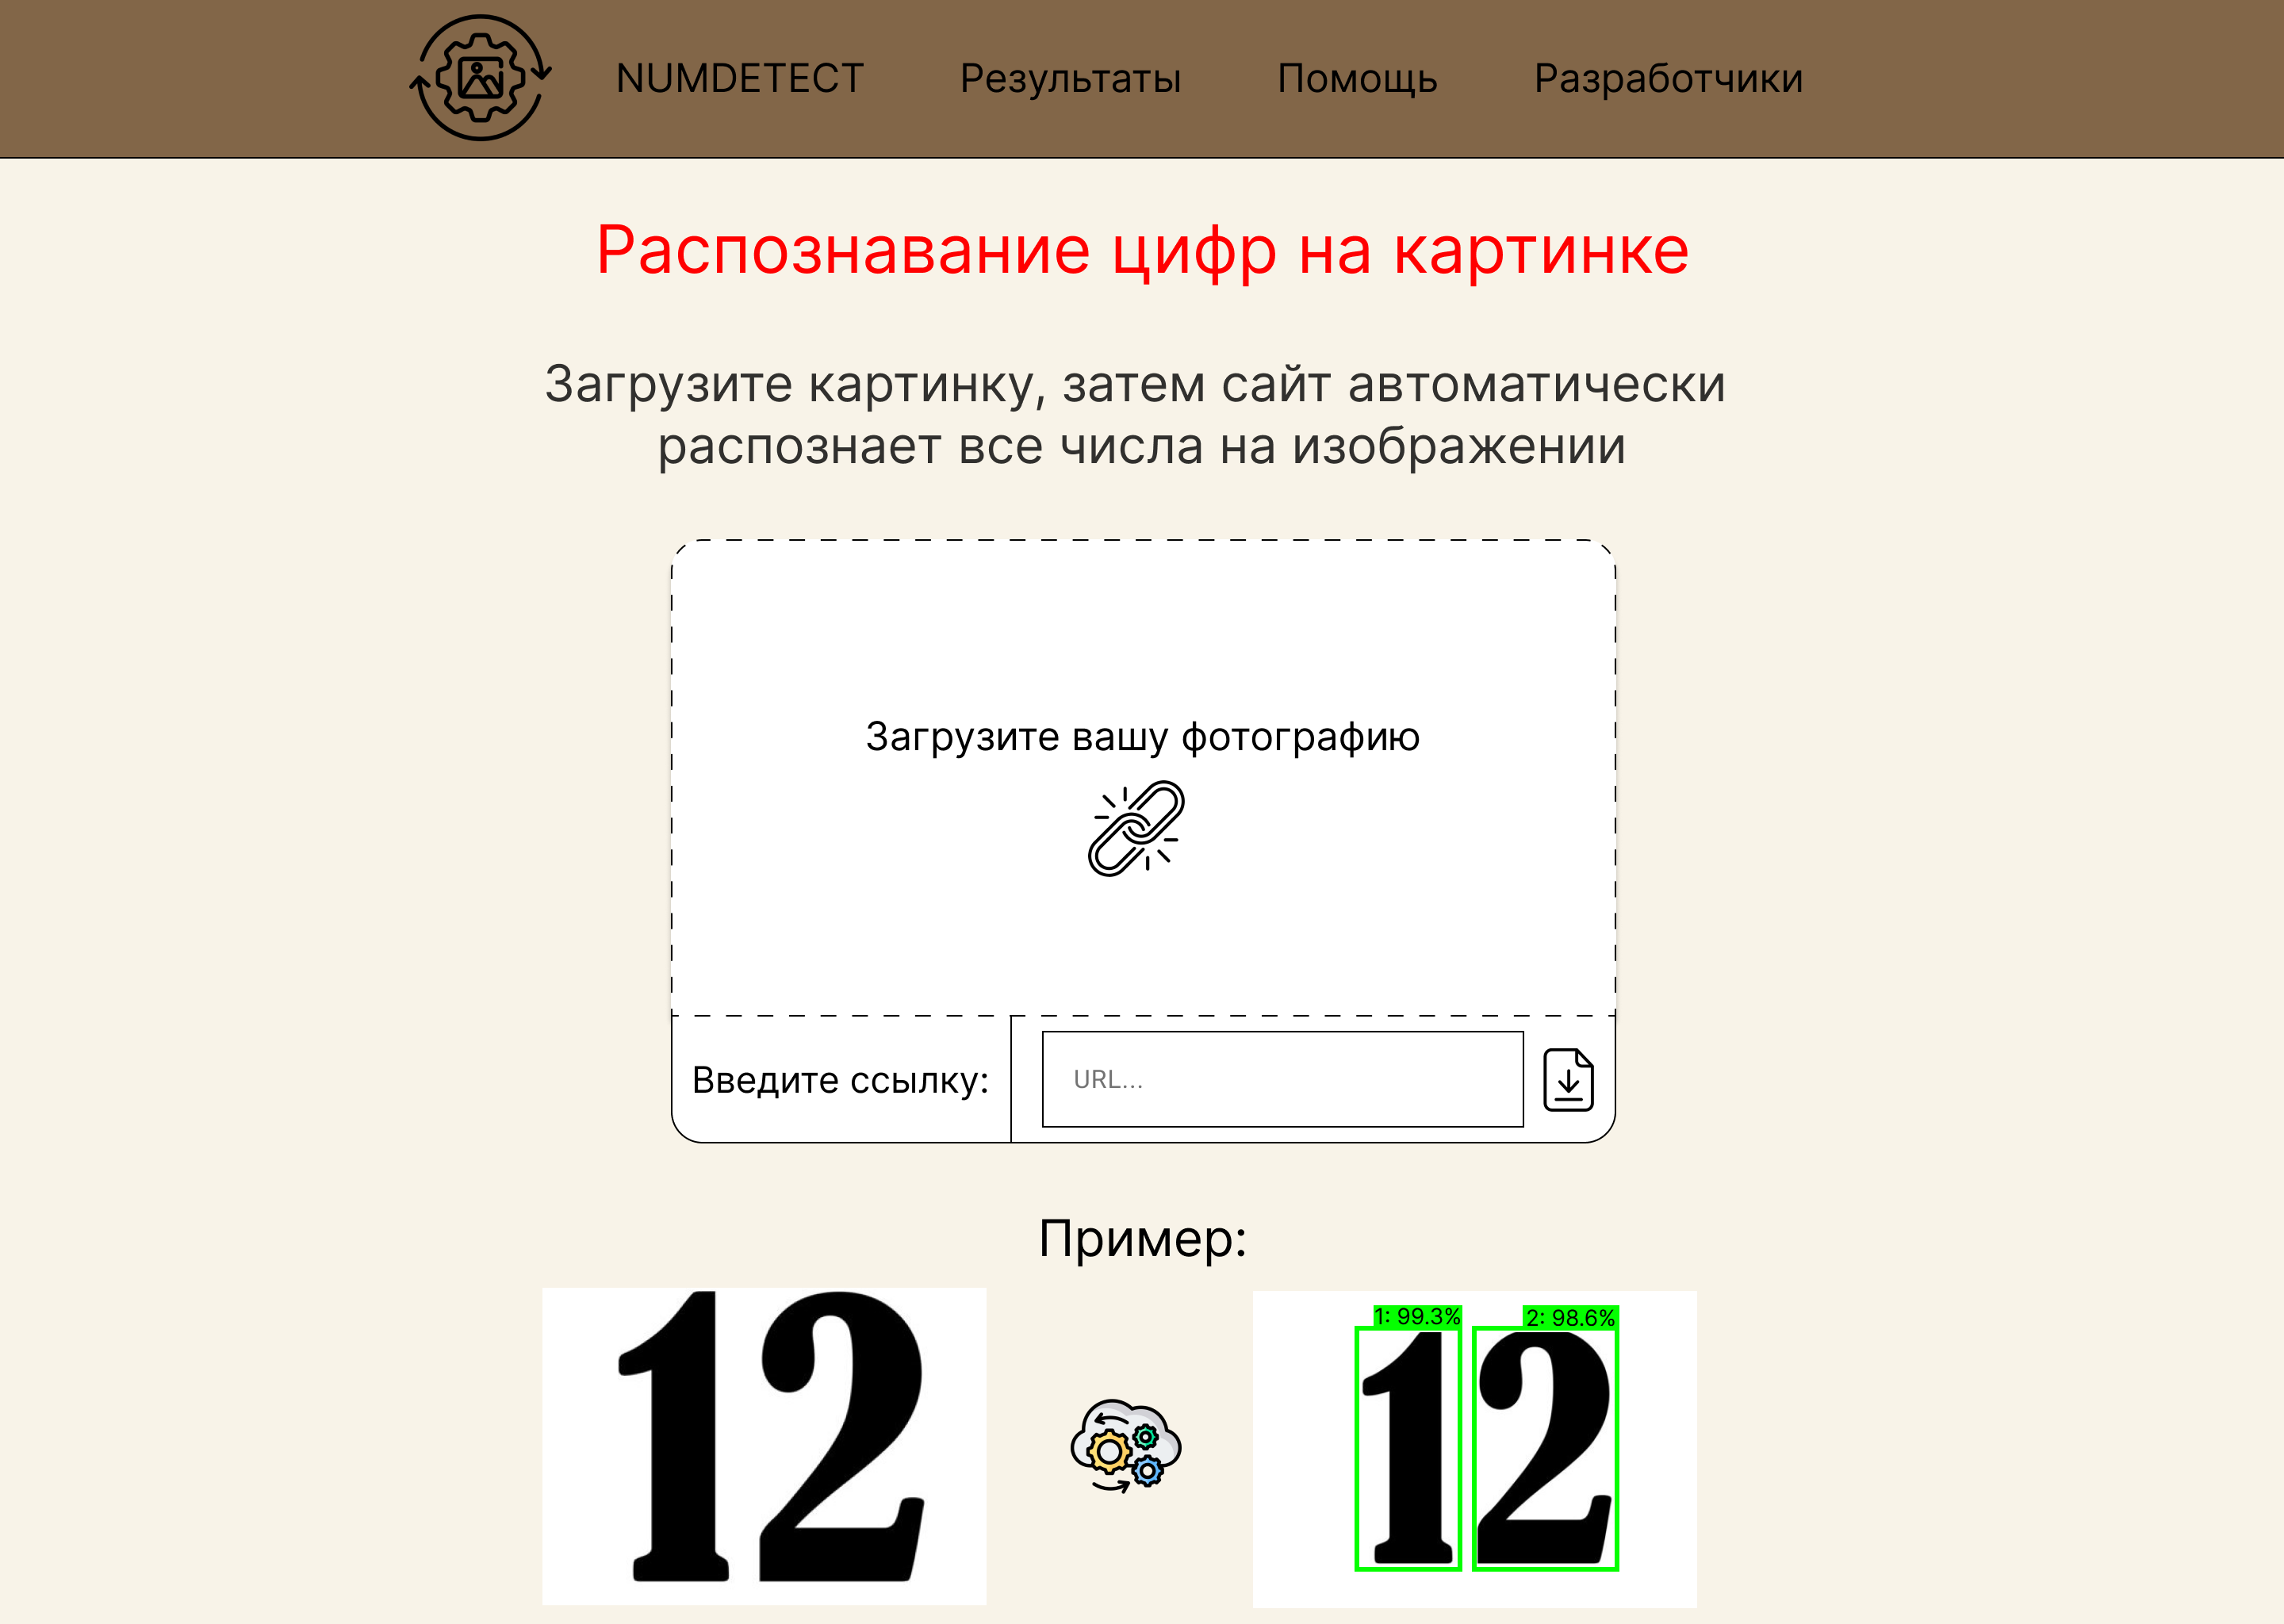 NUMDETECT Результаты Помощь Разработчики
Распознавание цифр на картинке
Загрузите картинку, затем сайт автоматически
распознает все числа на изображении
Загрузите вашу фотографию
Введите ссылку: URL...
Пример:
12
1: 99.3% 2: 98.6%
12